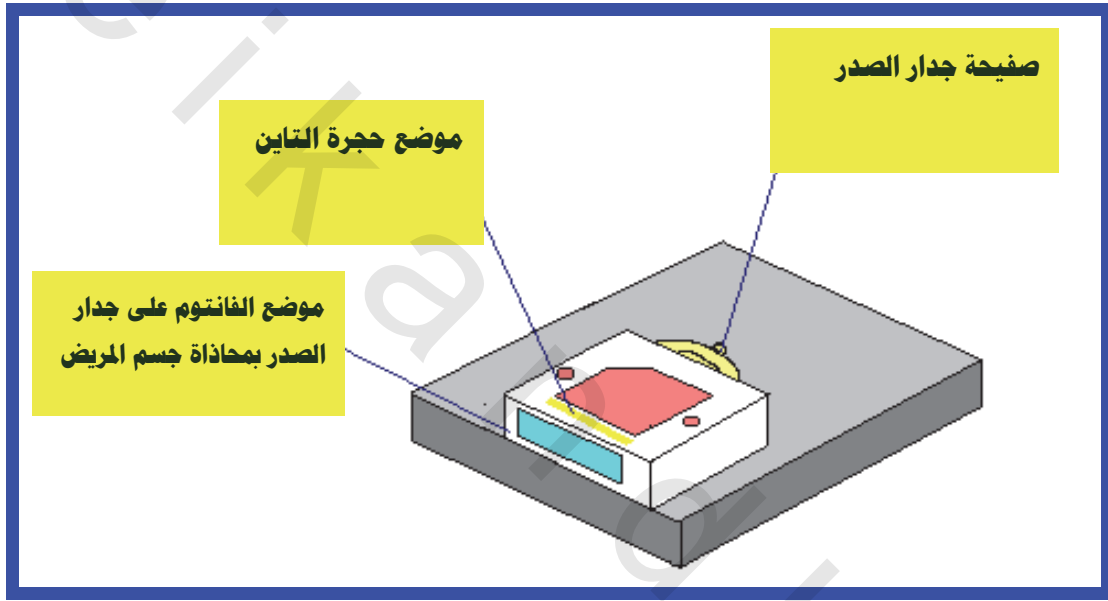 صفيحة جدار الصدر
موضع حجرة التاين
موضع الفانتوم على جدار
الصدر بمحاذاة جسم المريض